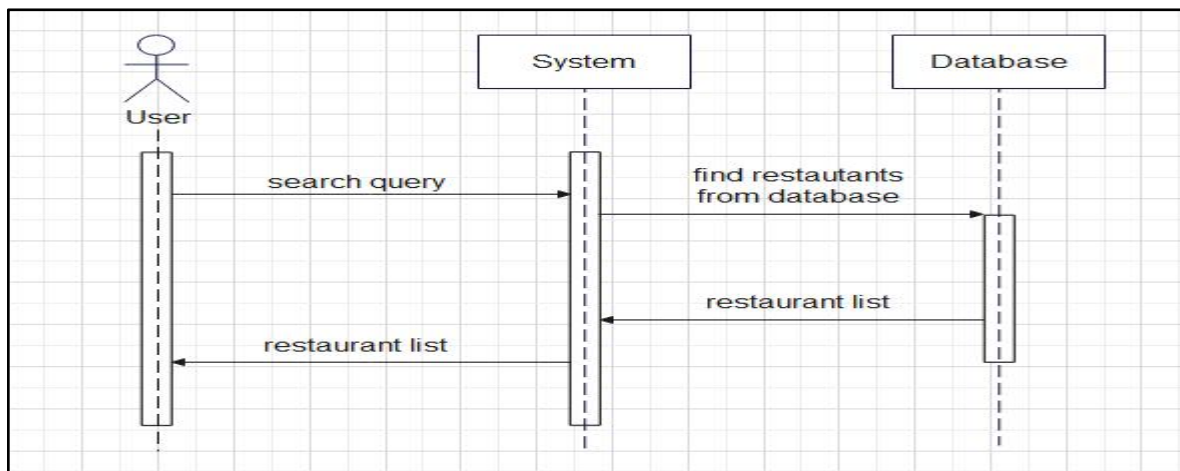 System
Database
User
search query
find restautants
from database
restaurant list
restaurant list